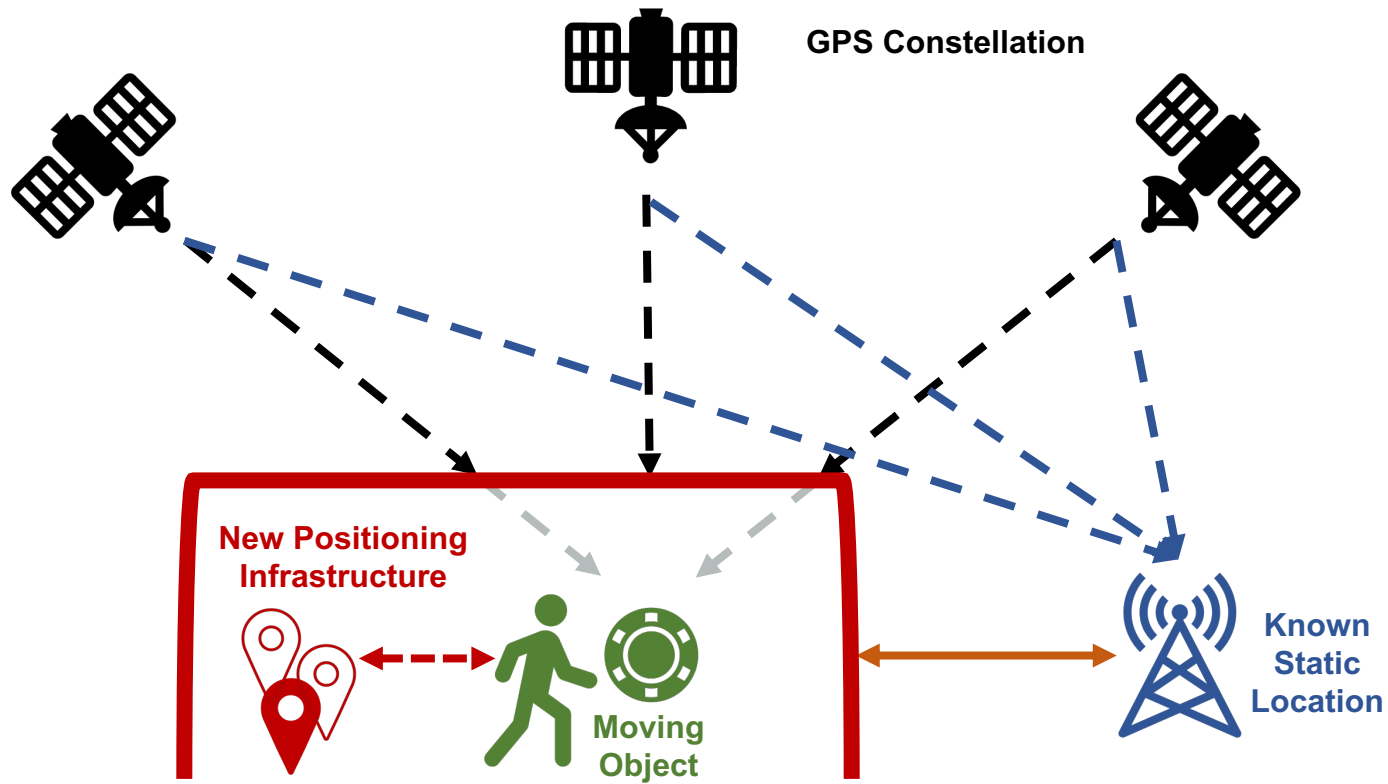 GPS Constellation
New Positioning
Infrastructure
Moving
Object
Known
Static
Location